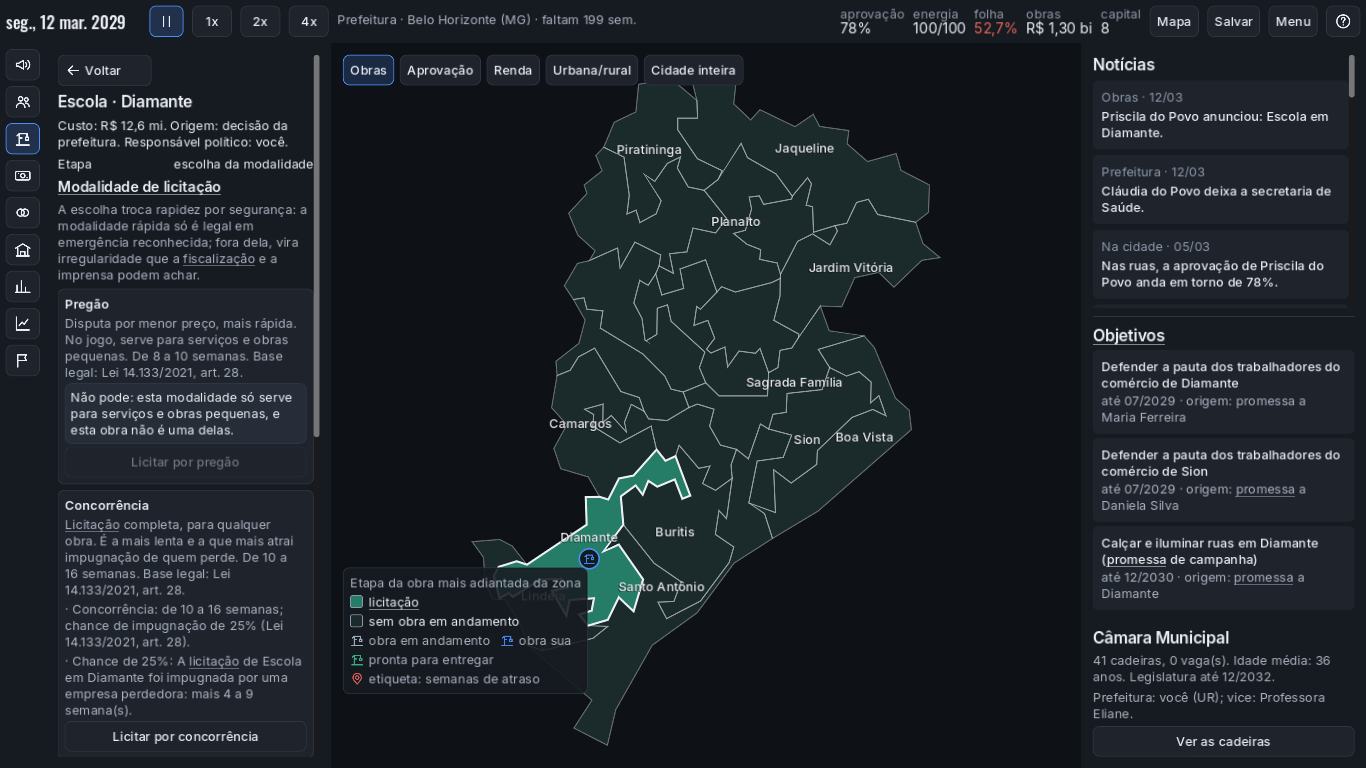 seg., 12 mar. 2029
1x
2x
4x
Prefeitura · Belo Horizonte (MG) · faltam 199 sem.
aprovação
78%
energia
100/100
folha
52,7%
obras
R$ 1,30 bi
capital
8
Mapa
Salvar
Menu
Voltar
Escola · Diamante
Custo: R$ 12,6 mi. Origem: decisão da
prefeitura. Responsável político: você.
Etapa escolha da modalidade
Modalidade de licitação
A escolha troca rapidez por segurança: a
modalidade rápida só é legal em
emergência reconhecida; fora dela, vira
irregularidade que a fiscalização e a
imprensa podem achar.
Pregão
Disputa por menor preço, mais rápida.
No jogo, serve para serviços e obras
pequenas. De 8 a 10 semanas. Base
legal: Lei 14.133/2021, art. 28.
Não pode: esta modalidade só serve
para serviços e obras pequenas, e
esta obra não é uma delas.
Licitar por pregão
Concorrência
Licitação completa, para qualquer
obra. É a mais lenta e a que mais atrai
impugnação de quem perde. De 10 a
16 semanas. Base legal: Lei
14.133/2021, art. 28.
· Concorrência: de 10 a 16 semanas;
chance de impugnação de 25% (Lei
14.133/2021, art. 28).
· Chance de 25%: A licitação de Escola
em Diamante foi impugnada por uma
empresa perdedora: mais 4 a 9
semana(s).
Licitar por concorrência
Obras
Aprovação
Renda
Urbana/rural
Cidade inteira
Piratininga
Jaqueline
Planalto
Jardim Vitória
Sagrada Família
Camargos
Sion
Boa Vista
Buritis
Diamante
Santo Antônio
Lindéia
Etapa da obra mais adiantada da zona
licitação
sem obra em andamento
obra em andamento
obra sua
pronta para entregar
etiqueta: semanas de atraso
Notícias
Obras · 12/03
Priscila do Povo anunciou: Escola em
Diamante.
Prefeitura · 12/03
Cláudia do Povo deixa a secretaria de
Saúde.
Na cidade · 05/03
Nas ruas, a aprovação de Priscila do
Povo anda em torno de 78%.
Objetivos
Defender a pauta dos trabalhadores do
comércio de Diamante
até 07/2029 · origem: promessa a
Maria Ferreira
Defender a pauta dos trabalhadores do
comércio de Sion
até 07/2029 · origem: promessa a
Daniela Silva
Calçar e iluminar ruas em Diamante
(promessa de campanha)
até 12/2030 · origem: promessa a
Diamante
Câmara Municipal
41 cadeiras, 0 vaga(s). Idade média: 36
anos. Legislatura até 12/2032.
Prefeitura: você (UR); vice: Professora
Eliane.
Ver as cadeiras